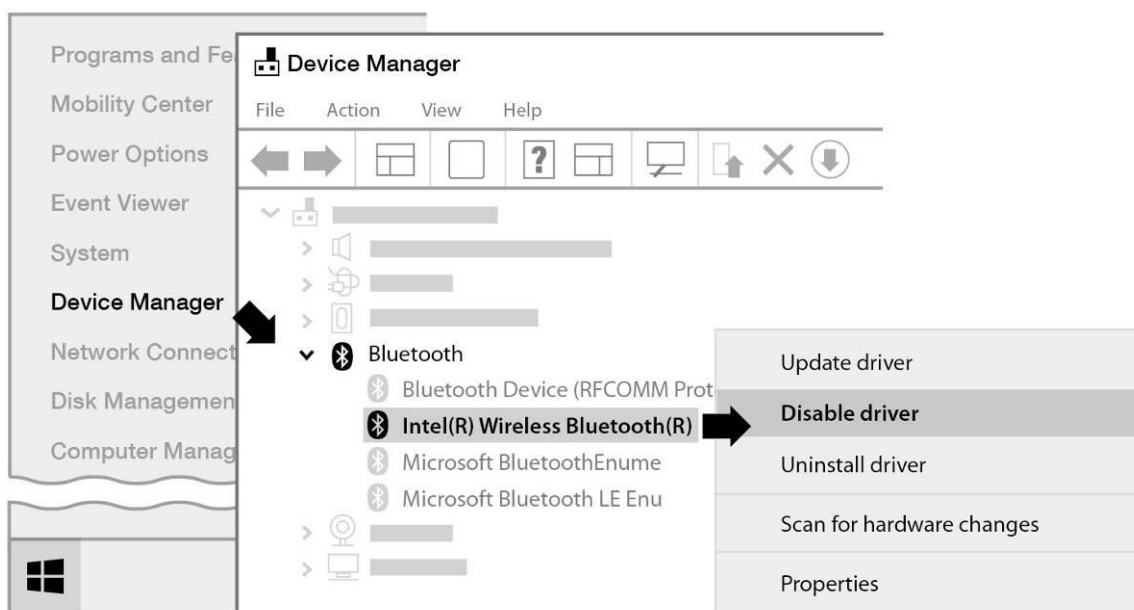 Programs and Fea
Mobility Center
Power Options
Event Viewer
System
Device Manager
Network Connect
Disk Managemen
Computer Manag
Device Manager
File Action View Help
?
Bluetooth
Bluetooth Device (RFCOMM Prot
Intel(R) Wireless Bluetooth(R)
Microsoft BluetoothEnume
Microsoft Bluetooth LE Enu
Update driver
Disable driver
Uninstall driver
Scan for hardware changes
Properties